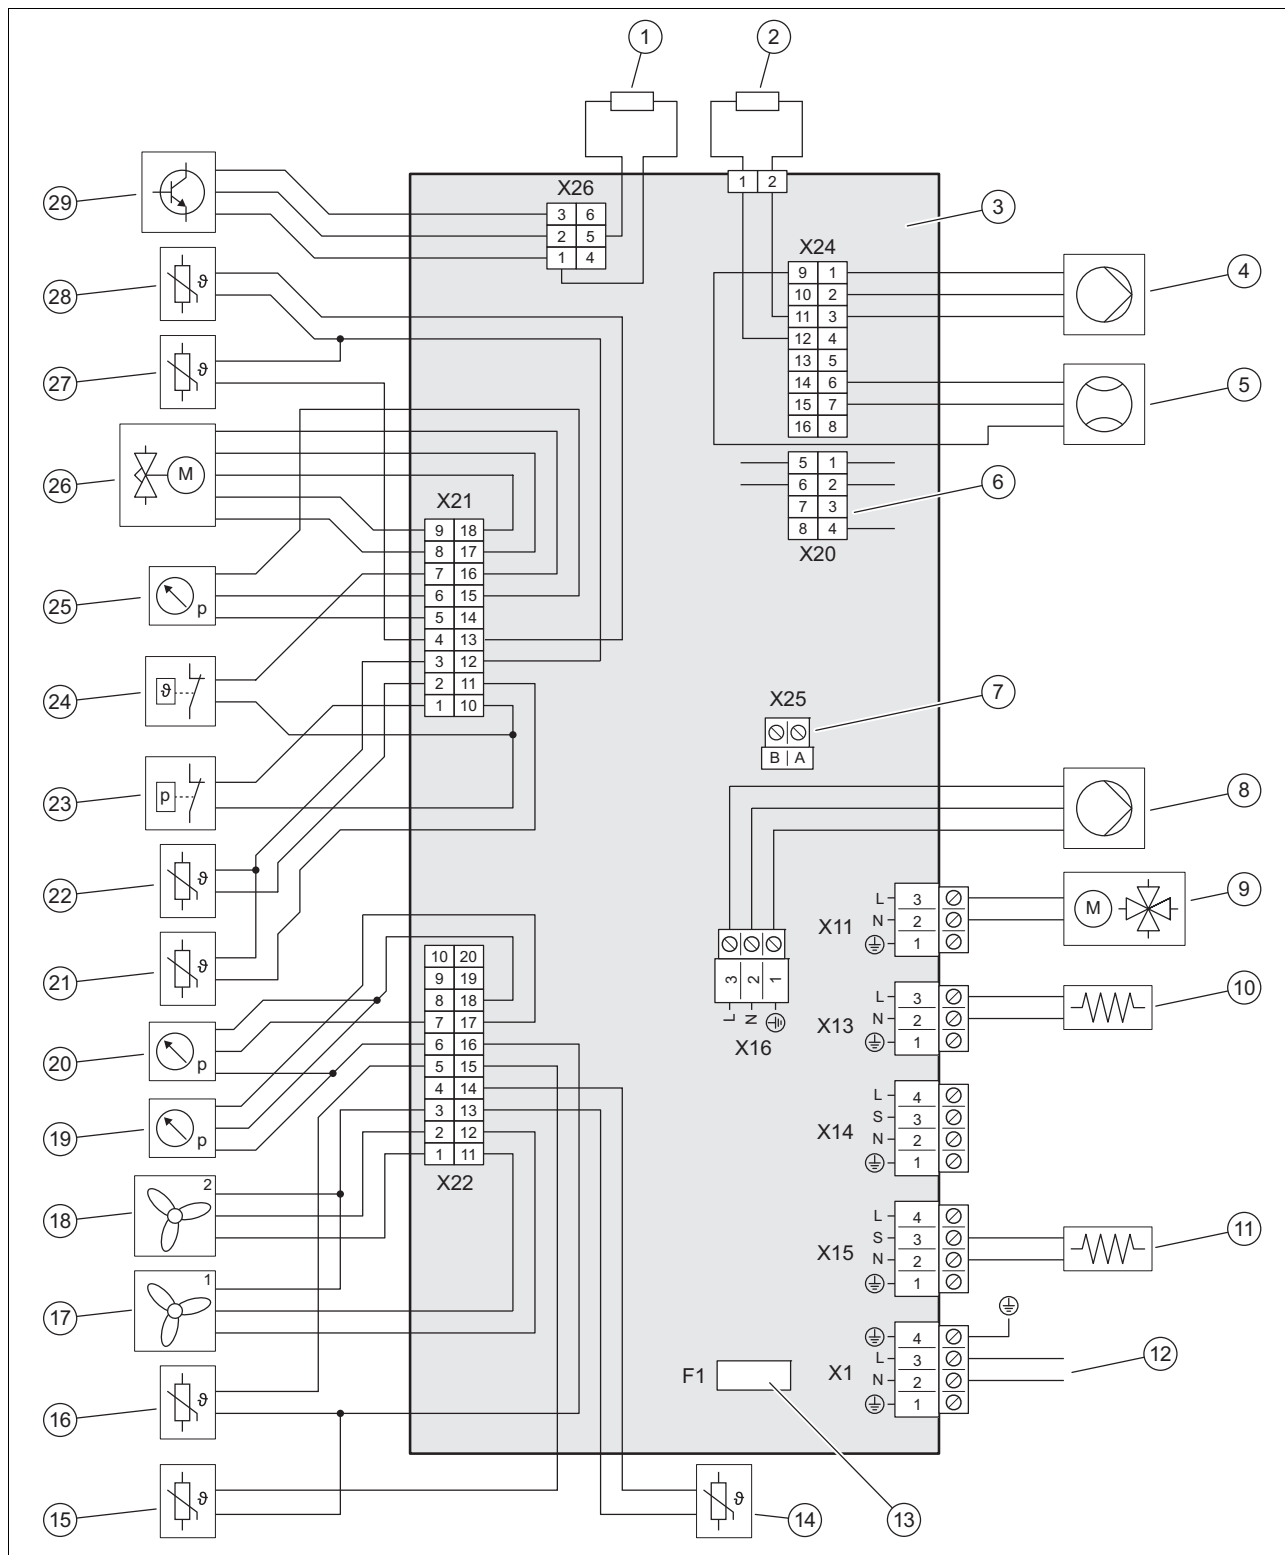 1
2
29
X26
3 6
2 5
1 4
1 2
3
28
ϑ
X24
9 1
10 2
11 3
12 4
13 5
14 6
15 7
16 8
4
27
ϑ
5
26
M
X21
9 18
8 17
7 16
6 15
5 14
4 13
3 12
2 11
1 10
5 1
6 2
7 3
8 4
X20
6
25
p
24
ϑ
X25
B A
7
23
p
8
22
ϑ
X11
L 3
N 2
1
M
9
21
ϑ
3 2 1
L N
X16
X13
L 3
N 2
1
10
10 20
9 19
8 18
7 17
6 16
5 15
4 14
3 13
2 12
1 11
X22
20
p
19
p
X14
L 4
S 3
N 2
1
18
2
X15
L 4
S 3
N 2
1
11
17
1
F1
X1
4
L 3
N 2
1
12
16
ϑ
15
ϑ
ϑ
14
13